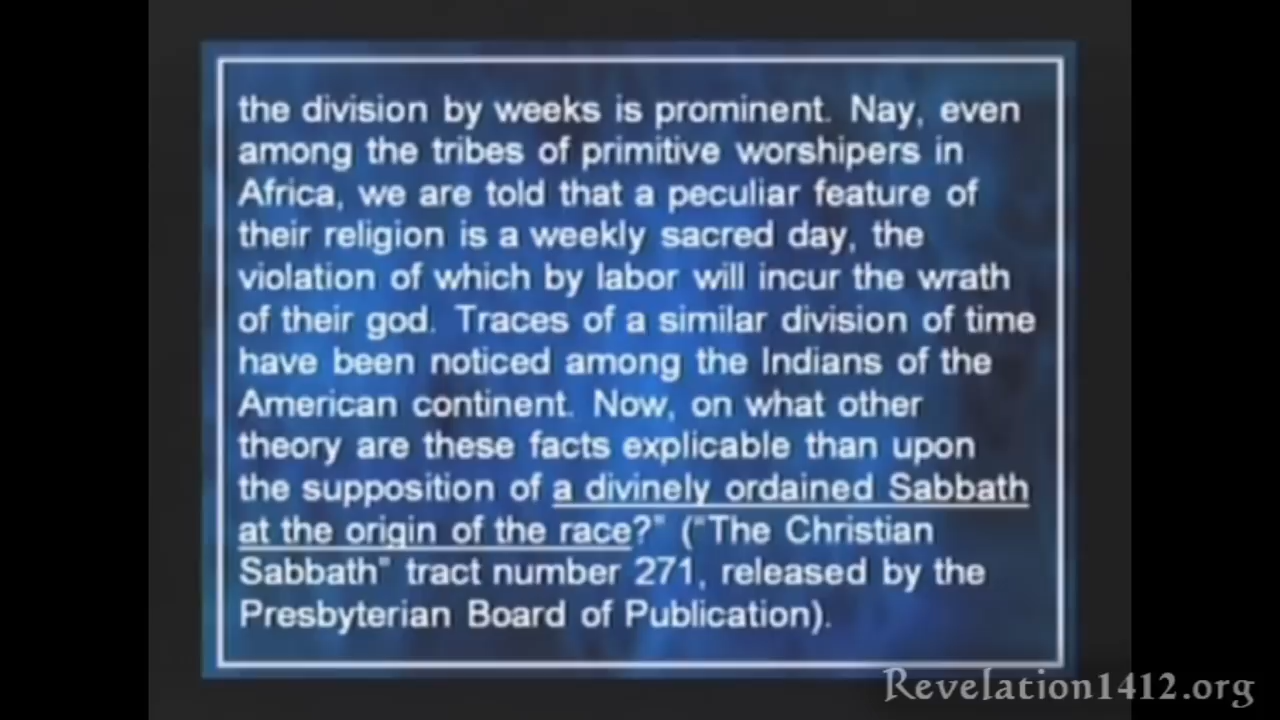 the division by weeks is prominent. Nay, even
among the tribes of primitive worshipers in
Africa, we are told that a peculiar feature of
their religion is a weekly sacred day, the
violation of which by labor will incur the wrath
of their god. Traces of a similar division of time
have been noticed among the Indians of the
American continent. Now, on what other
theory are these facts explicable than upon
the supposition of a divinely ordained Sabbath
at the origin of the race?" ("The Christian
Sabbath" tract number 271, released by the
Presbyterian Board of Publication).
Revelation1412.org